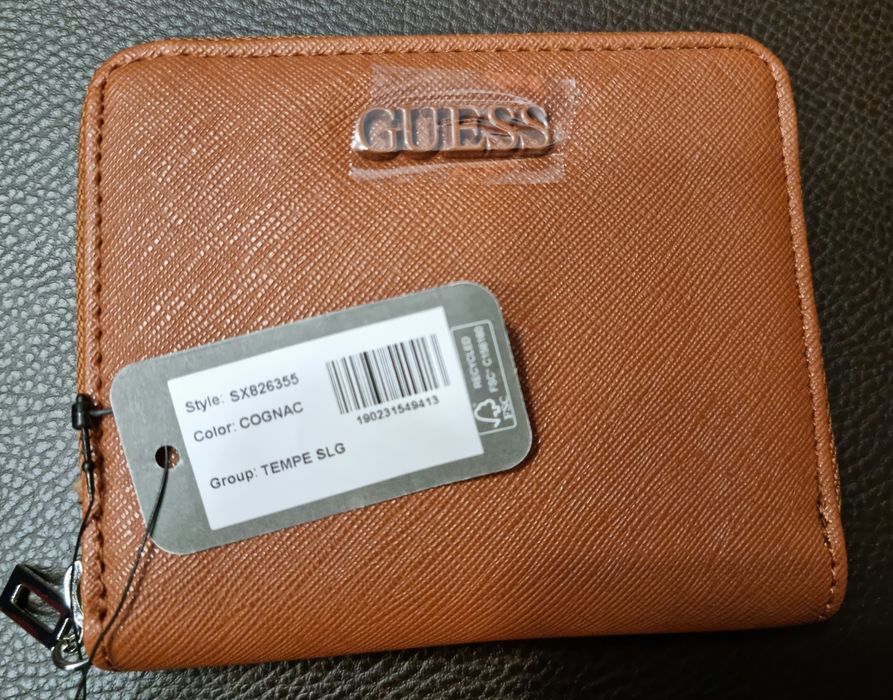 GUESS
Style: SX826355
Color: COGNAC
190231549413
Group: TEMPE SLG
RECYCLED
FSC